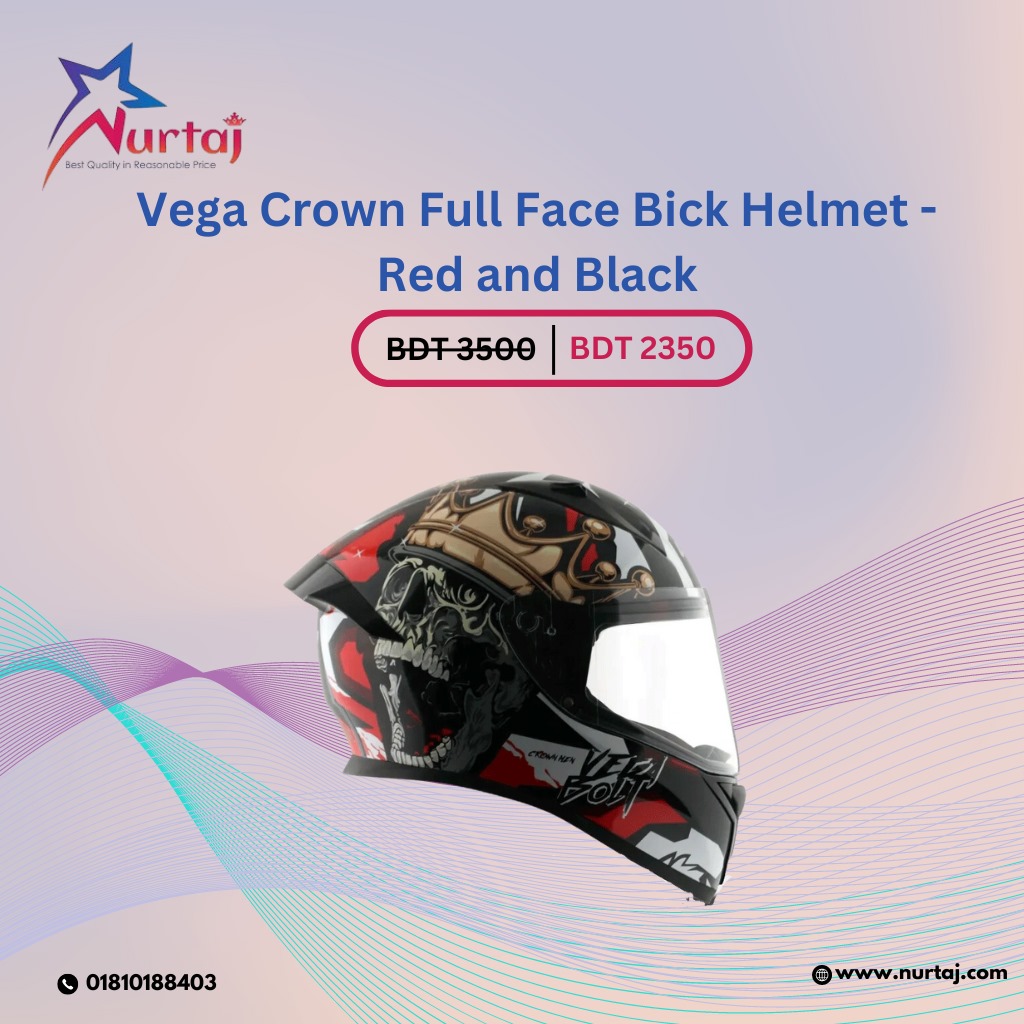 Nurtaj
Best Quality in Reasonable Price
Vega Crown Full Face Bick Helmet -
Red and Black
BDT 3500 | BDT 2350
CROWN MEN
VEGA
BOLT
01810188403
www.nurtaj.com